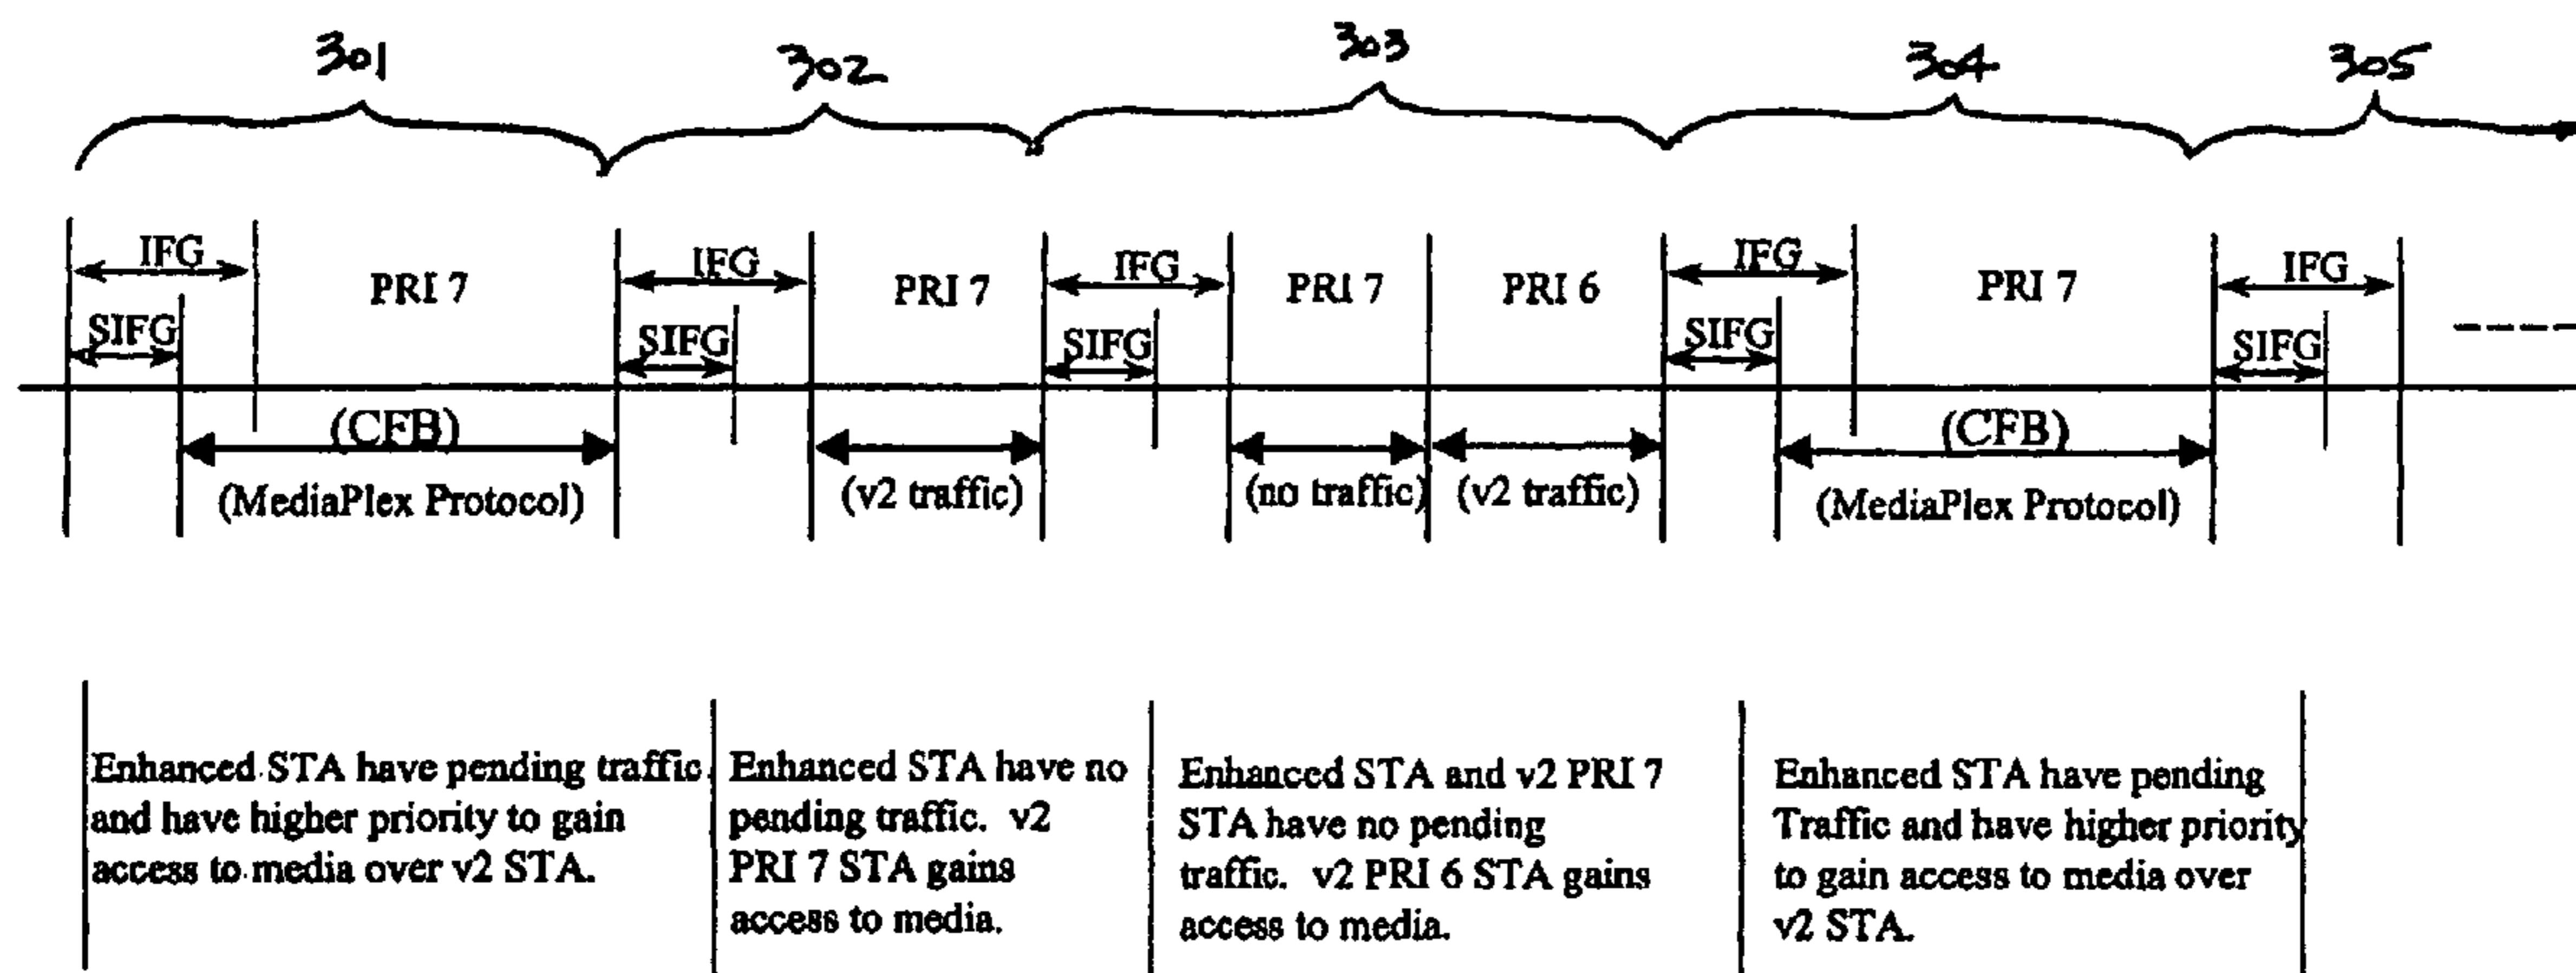 301 302 303 304 305
IFG PRI 7 IFG PRI 7 IFG PRI 7 PRI 6 IFG PRI 7 IFG
SIFG SIFG SIFG SIFG SIFG
(CFB) (CFB)
(MediaPlex Protocol) (v2 traffic) (no traffic) (v2 traffic) (MediaPlex Protocol)
Enhanced STA have pending traffic
and have higher priority to gain
access to media over v2 STA.
Enhanced STA have no
pending traffic. v2
PRI 7 STA gains
access to media.
Enhanced STA and v2 PRI 7
STA have no pending
traffic. v2 PRI 6 STA gains
access to media.
Enhanced STA have pending
Traffic and have higher priority
to gain access to media over
v2 STA.